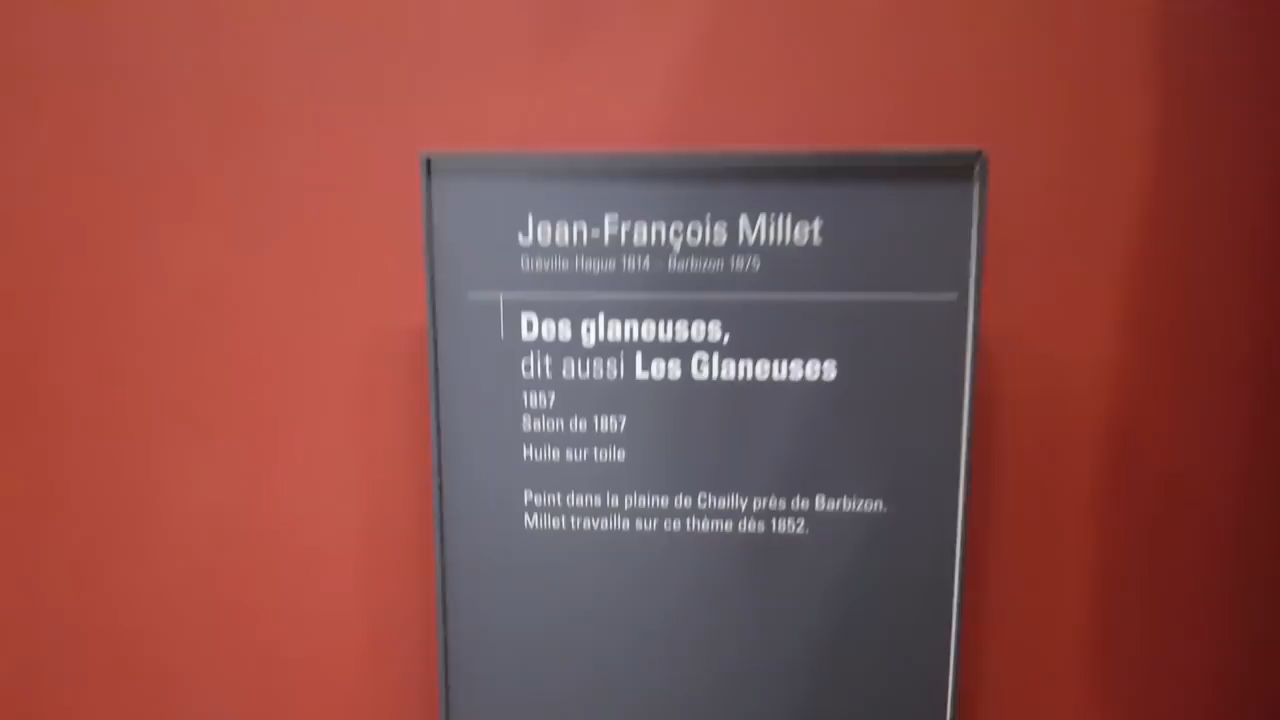 Jean-François Millet
Gréville-Hague 1814 - Barbizon 1875
Des glaneuses,
dit aussi Les Glaneuses
1857
Salon de 1857
Huile sur toile
Peint dans la plaine de Chailly près de Barbizon.
Millet travailla sur ce thème dès 1852.